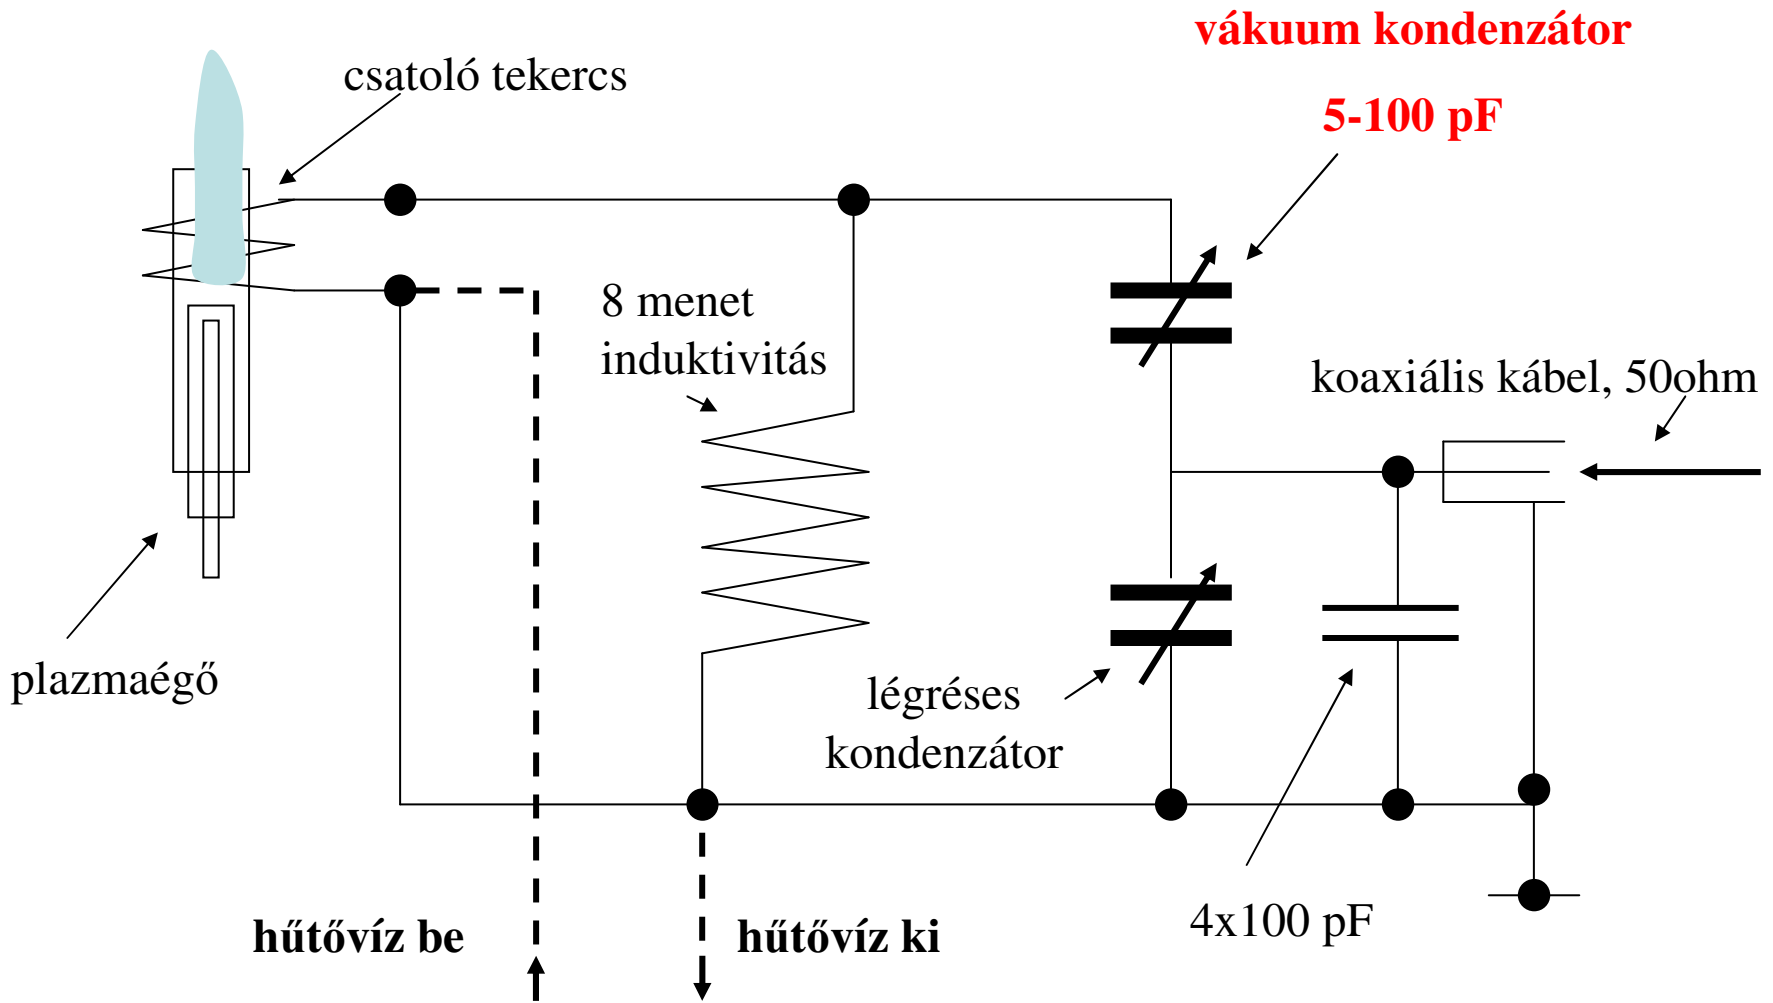 vákuum kondenzátor
5-100 pF
csatoló tekercs
8 menet
induktivitás
koaxiális kábel, 50ohm
plazmaégő
légréses
kondenzátor
4x100 pF
hűtővíz be
hűtővíz ki